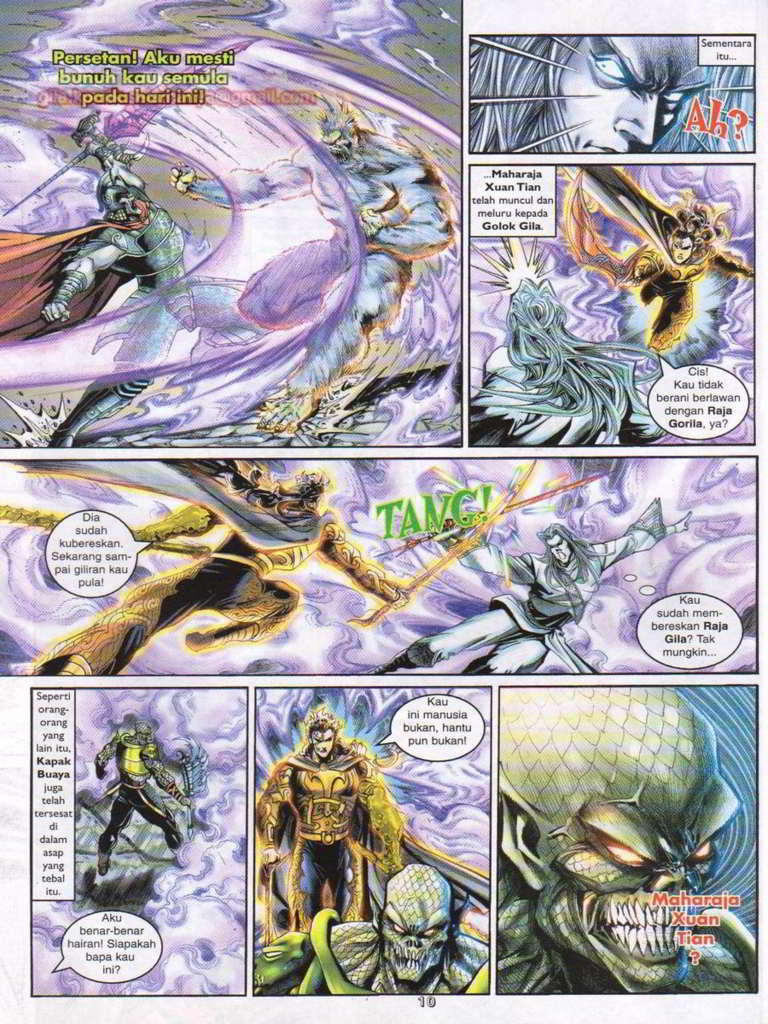 Persetan! Aku mesti
bunuh kau semula
pada hari ini!
Sementara
itu...
Ah?
...Maharaja
Xuan Tian
telah muncul dan
meluru kepada
Golok Gila.
Cis!
Kau tidak
berani berlawan
dengan Raja
Gorila, ya?
Dia
sudah
kubereskan.
Sekarang sam-
pai giliran kau
pula!
TANG!
Kau
sudah mem-
bereskan Raja
Gila? Tak
mungkin...
Seperti
orang-
orang
yang
lain itu,
Kapak
Buaya
juga
telah
tersesat
di
dalam
asap
yang
tebal
itu.
Aku
benar-benar
hairan! Siapakah
bapa kau
ini?
Kau
ini manusia
bukan, hantu
pun bukan!
Maharaja
Xuan
Tian
?
10